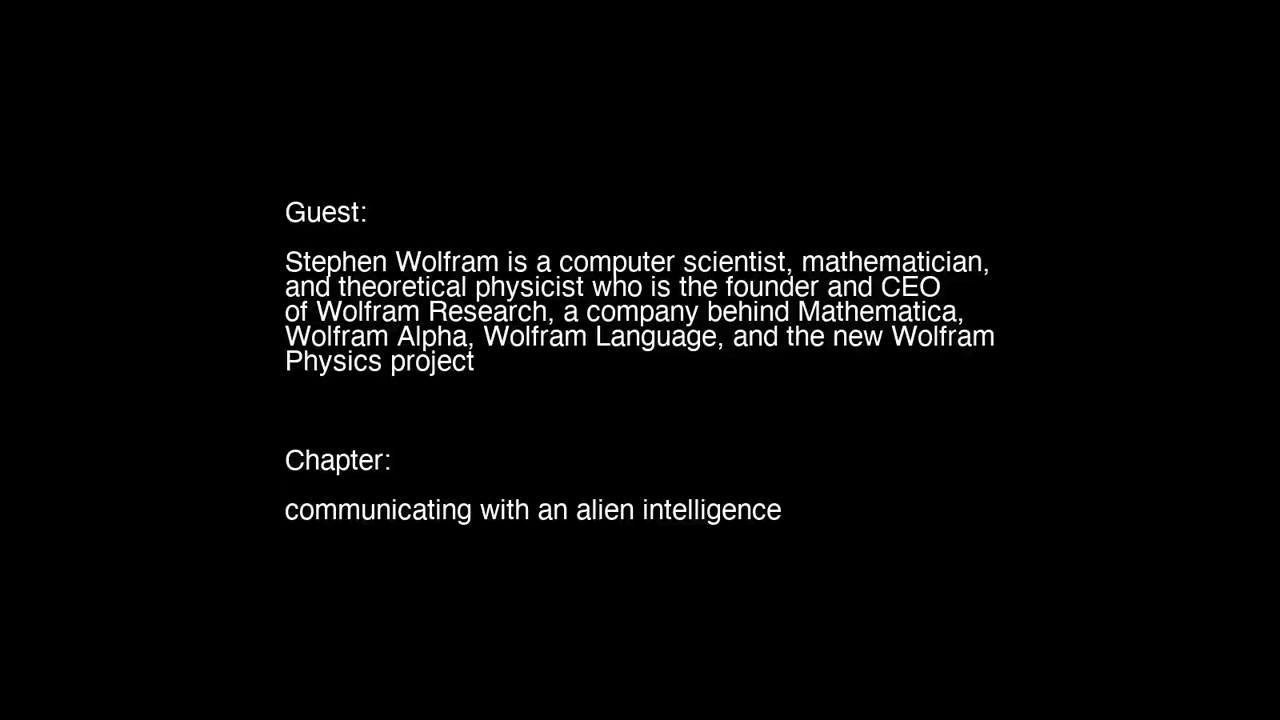 Guest:
Stephen Wolfram is a computer scientist, mathematician,
and theoretical physicist who is the founder and CEO
of Wolfram Research, a company behind Mathematica,
Wolfram Alpha, Wolfram Language, and the new Wolfram
Physics project
Chapter:
communicating with an alien intelligence